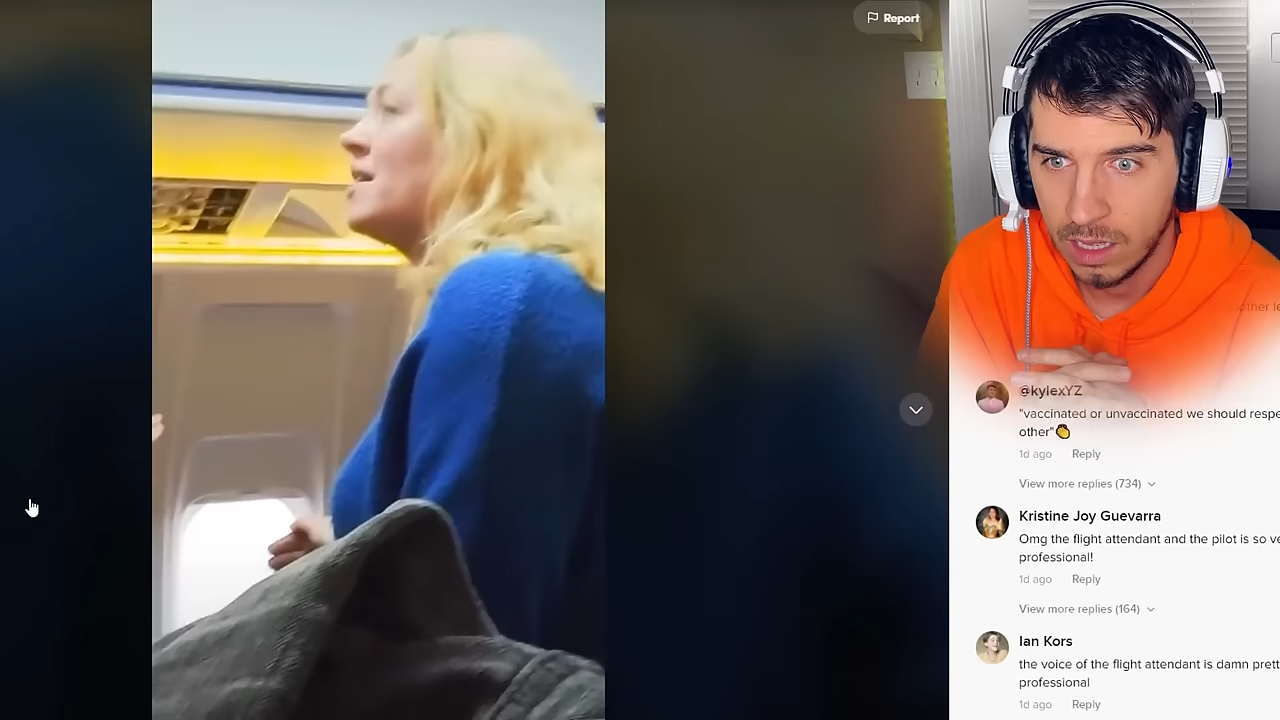 Report
other le
@kylexYZ
"vaccinated or unvaccinated we should respe
other"👏
1d ago Reply
View more replies (734)
Kristine Joy Guevarra
Omg the flight attendant and the pilot is so ve
professional!
1d ago Reply
View more replies (164)
Ian Kors
the voice of the flight attendant is damn prett
professional
1d ago Reply